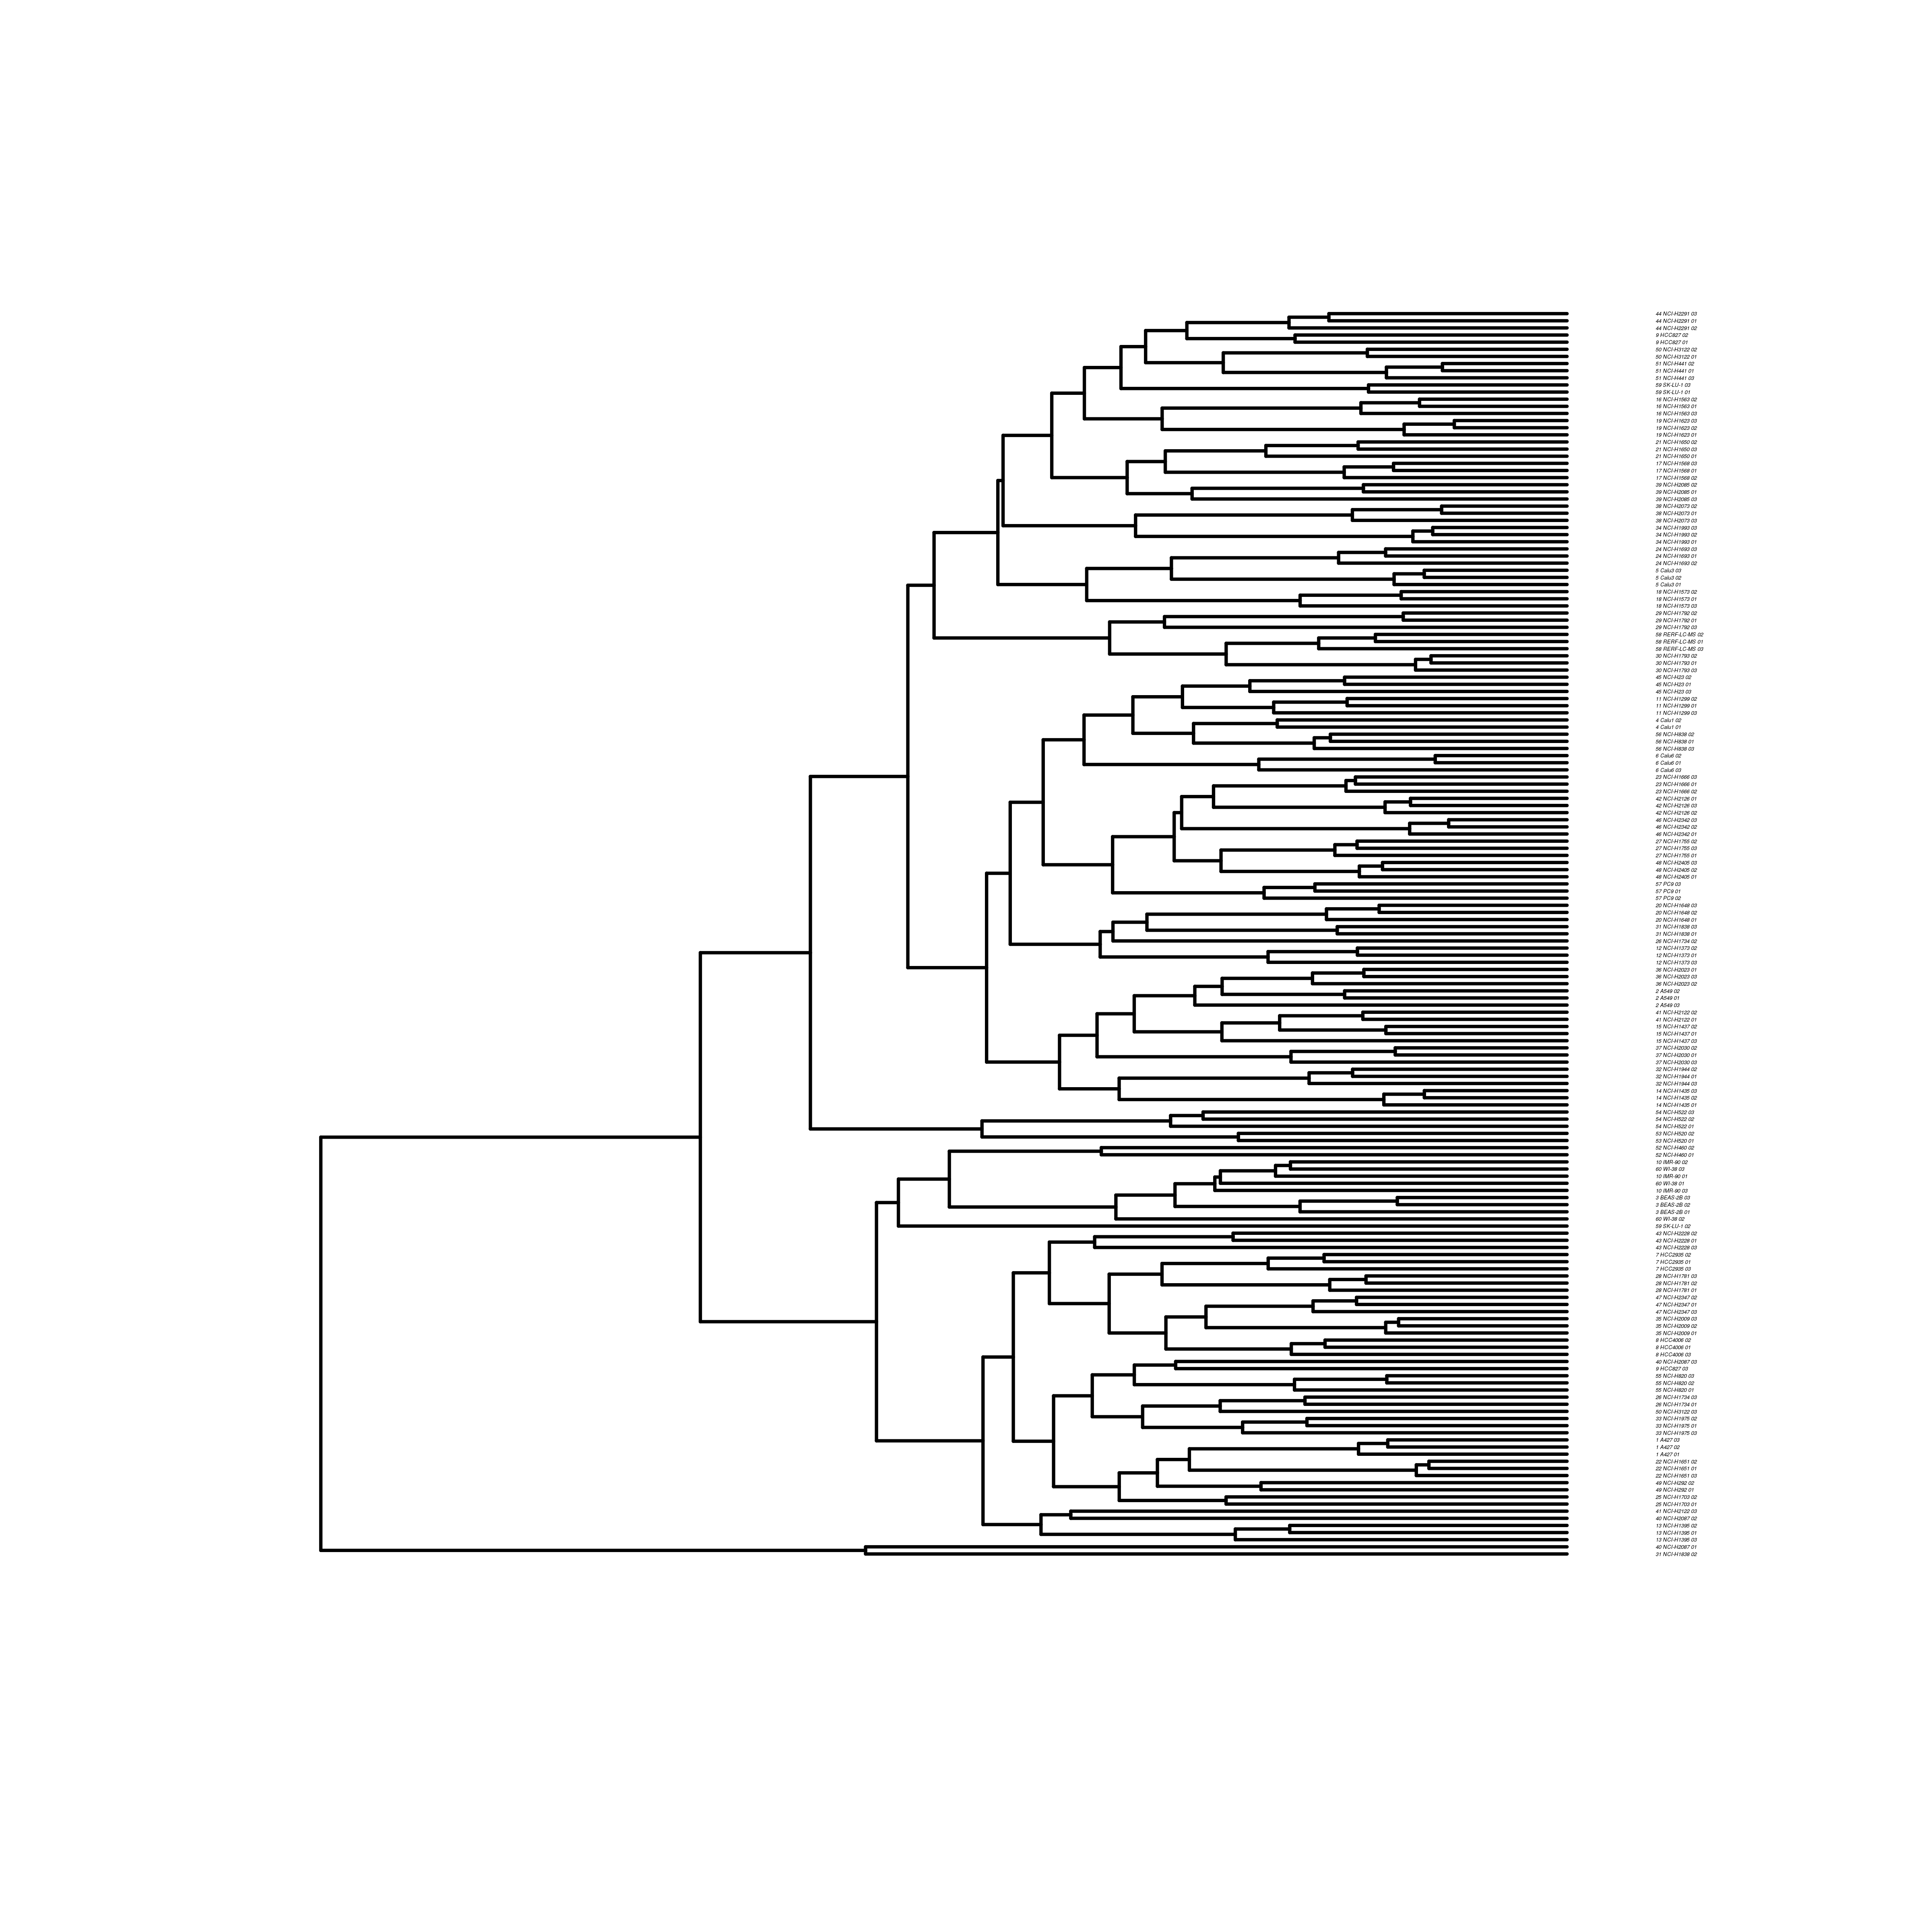 44 NCI-H2291 03
44 NCI-H2291 01
44 NCI-H2291 02
9 HCC827 02
9 HCC827 01
50 NCI-H3122 02
50 NCI-H3122 01
51 NCI-H441 02
51 NCI-H441 01
51 NCI-H441 03
59 SK-LU-1 03
59 SK-LU-1 01
16 NCI-H1563 02
16 NCI-H1563 01
16 NCI-H1563 03
19 NCI-H1623 03
19 NCI-H1623 02
19 NCI-H1623 01
21 NCI-H1650 02
21 NCI-H1650 03
21 NCI-H1650 01
17 NCI-H1568 03
17 NCI-H1568 01
17 NCI-H1568 02
39 NCI-H2085 02
39 NCI-H2085 01
39 NCI-H2085 03
38 NCI-H2073 02
38 NCI-H2073 01
38 NCI-H2073 03
34 NCI-H1993 03
34 NCI-H1993 02
34 NCI-H1993 01
24 NCI-H1693 03
24 NCI-H1693 01
24 NCI-H1693 02
5 Calu3 03
5 Calu3 02
5 Calu3 01
18 NCI-H1573 02
18 NCI-H1573 01
18 NCI-H1573 03
29 NCI-H1792 02
29 NCI-H1792 01
29 NCI-H1792 03
58 RERF-LC-MS 02
58 RERF-LC-MS 01
58 RERF-LC-MS 03
30 NCI-H1793 02
30 NCI-H1793 01
30 NCI-H1793 03
45 NCI-H23 02
45 NCI-H23 01
45 NCI-H23 03
11 NCI-H1299 02
11 NCI-H1299 01
11 NCI-H1299 03
4 Calu1 02
4 Calu1 01
56 NCI-H838 02
56 NCI-H838 01
56 NCI-H838 03
6 Calu6 02
6 Calu6 01
6 Calu6 03
23 NCI-H1666 03
23 NCI-H1666 01
23 NCI-H1666 02
42 NCI-H2126 01
42 NCI-H2126 03
42 NCI-H2126 02
46 NCI-H2342 03
46 NCI-H2342 02
46 NCI-H2342 01
27 NCI-H1755 02
27 NCI-H1755 03
27 NCI-H1755 01
48 NCI-H2405 03
48 NCI-H2405 02
48 NCI-H2405 01
57 PC9 03
57 PC9 01
57 PC9 02
20 NCI-H1648 03
20 NCI-H1648 02
20 NCI-H1648 01
31 NCI-H1838 03
31 NCI-H1838 01
26 NCI-H1734 02
12 NCI-H1373 02
12 NCI-H1373 01
12 NCI-H1373 03
36 NCI-H2023 01
36 NCI-H2023 03
36 NCI-H2023 02
2 A549 02
2 A549 01
2 A549 03
41 NCI-H2122 02
41 NCI-H2122 01
15 NCI-H1437 02
15 NCI-H1437 01
15 NCI-H1437 03
37 NCI-H2030 02
37 NCI-H2030 01
37 NCI-H2030 03
32 NCI-H1944 02
32 NCI-H1944 01
32 NCI-H1944 03
14 NCI-H1435 03
14 NCI-H1435 02
14 NCI-H1435 01
54 NCI-H522 03
54 NCI-H522 02
54 NCI-H522 01
53 NCI-H520 02
53 NCI-H520 01
52 NCI-H460 02
52 NCI-H460 01
10 IMR-90 02
60 WI-38 03
10 IMR-90 01
60 WI-38 01
10 IMR-90 03
3 BEAS-2B 03
3 BEAS-2B 02
3 BEAS-2B 01
60 WI-38 02
59 SK-LU-1 02
43 NCI-H2228 02
43 NCI-H2228 01
43 NCI-H2228 03
7 HCC2935 02
7 HCC2935 01
7 HCC2935 03
28 NCI-H1781 03
28 NCI-H1781 02
28 NCI-H1781 01
47 NCI-H2347 02
47 NCI-H2347 01
47 NCI-H2347 03
35 NCI-H2009 03
35 NCI-H2009 02
35 NCI-H2009 01
8 HCC4006 02
8 HCC4006 01
8 HCC4006 03
40 NCI-H2087 03
9 HCC827 03
55 NCI-H820 03
55 NCI-H820 02
55 NCI-H820 01
26 NCI-H1734 03
26 NCI-H1734 01
50 NCI-H3122 03
33 NCI-H1975 02
33 NCI-H1975 01
33 NCI-H1975 03
1 A427 03
1 A427 02
1 A427 01
22 NCI-H1651 02
22 NCI-H1651 01
22 NCI-H1651 03
49 NCI-H292 02
49 NCI-H292 01
25 NCI-H1703 02
25 NCI-H1703 01
41 NCI-H2122 03
40 NCI-H2087 02
13 NCI-H1395 02
13 NCI-H1395 01
13 NCI-H1395 03
40 NCI-H2087 01
31 NCI-H1838 02